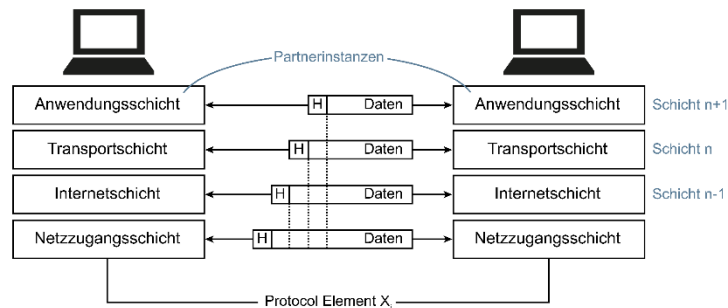 Partnerinstanzen
Anwendungsschicht H Daten Anwendungsschicht Schicht n+1
Transportschicht H Daten Transportschicht Schicht n
Internetschicht H Daten Internetschicht Schicht n-1
Netzzugangsschicht H Daten Netzzugangsschicht
Protocol Element X,